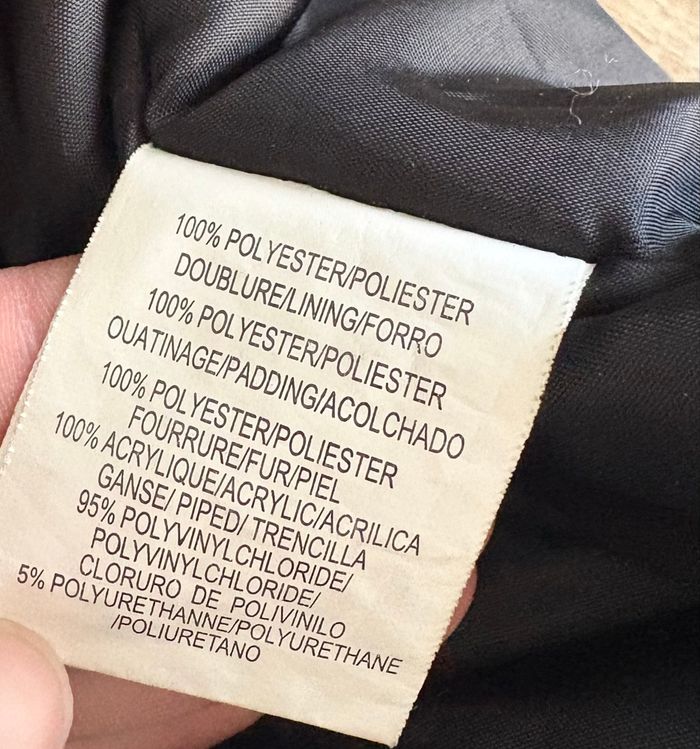 100% POLYESTER/POLIESTER
DOUBLURE/LINING/FORRO
100% POLYESTER/POLIESTER
OUATINAGE/PADDING/ACOLCHADO
100% POLYESTER/POLIESTER
FOURRURE/FUR/PIEL
100% ACRYLIQUE/ACRYLIC/ACRILICA
GANSE/ PIPED/ TRENCILLA
95% POLYVINYLCHLORIDE/
POLYVINYLCHLORIDE/
CLORURO DE POLIVINILO
5% POLYURETHANNE/POLYURETHANE
/POLIURETANO